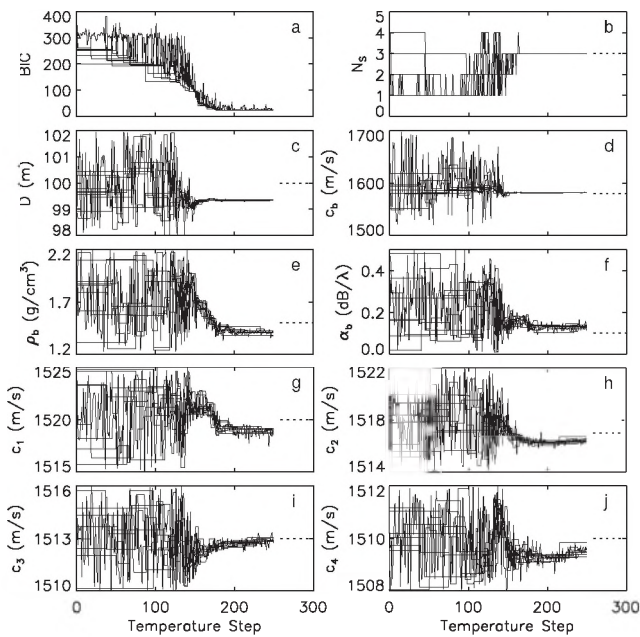 400
300
200
100
0
BIC
a
5
4
3
2
1
N_s
b
102
101
100
99
98
D (m)
c
1700
1600
1500
c_b (m/s)
d
2.2
1.7
1.2
ρ_b (g/cm³)
e
0.4
0.2
0.0
α_b (dB/λ)
f
1525
1520
1515
c_1 (m/s)
g
1522
1518
1514
c_2 (m/s)
h
1516
1513
1510
c_3 (m/s)
i
1512
1510
1508
c_4 (m/s)
j
0 100 200 300
Temperature Step
0 100 200 300
Temperature Step